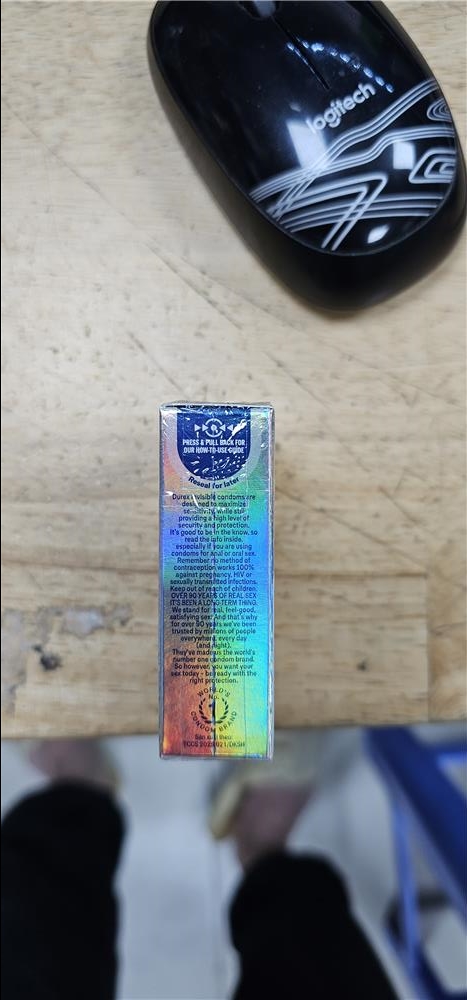 logitech
PRESS & PULL BACK FOR
OUR HOW-TO-USE GUIDE
Reseal for later
Durex Invisible condoms are
designed to maximize
sensitivity, while still
providing a high level of
security and protection.
It's good to be in the know, so
read the info inside,
especially if you are using
condoms for anal or oral sex.
Remember no method of
contraception works 100%
against pregnancy, HIV or
sexually transmitted infections.
Keep out of reach of children.
OVER 90 YEARS OF REAL SEX
IT'S BEEN A LONG-TERM THING.
We stand for real, feel-good,
satisfying sex. And that's why
for over 90 years we've been
trusted by millions of people
everywhere, every day
(and night).
They've made us the world's
number one condom brand.
So however you want your
sex today - be ready with the
right protection.
WORLD'S
No.
1
CONDOM BRAND